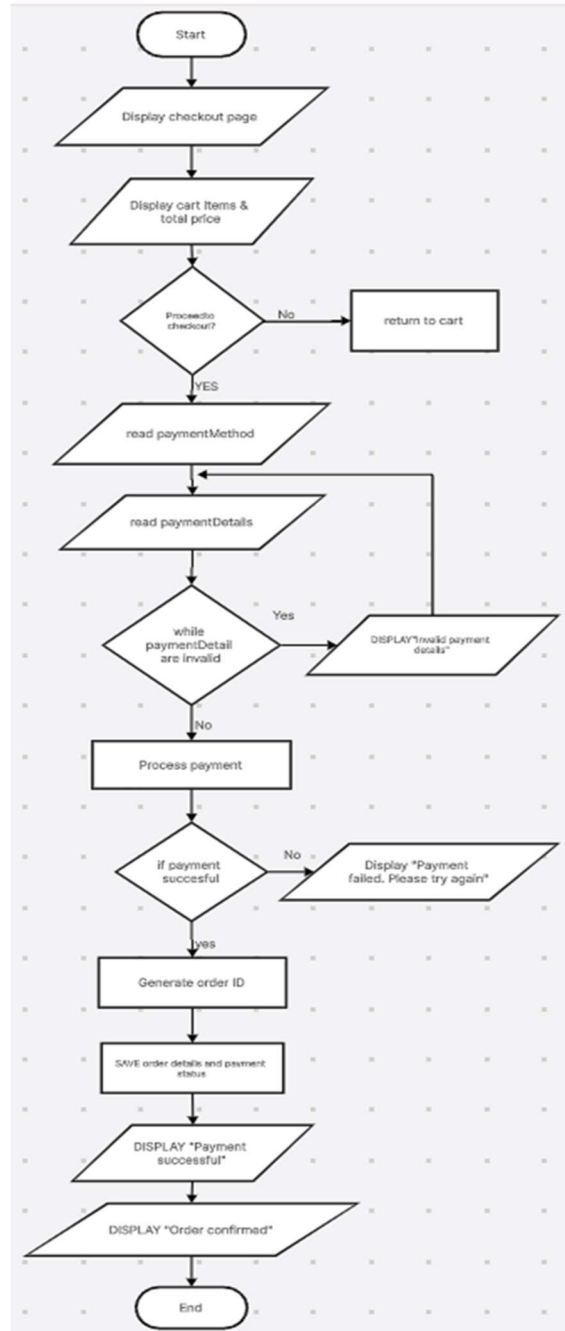 Start
Display checkout page
Display cart items &
total price
Proceedto
checkout?
No
return to cart
YES
read paymentMethod
read paymentDetails
while
paymentDetail
are invalid
Yes
DISPLAY"Invalid payment
details"
No
Process payment
if payment
succesful
No
Display "Payment
failed. Please try again"
yes
Generate order ID
SAVE order details and payment
status
DISPLAY "Payment
successful"
DISPLAY "Order confirmed"
End